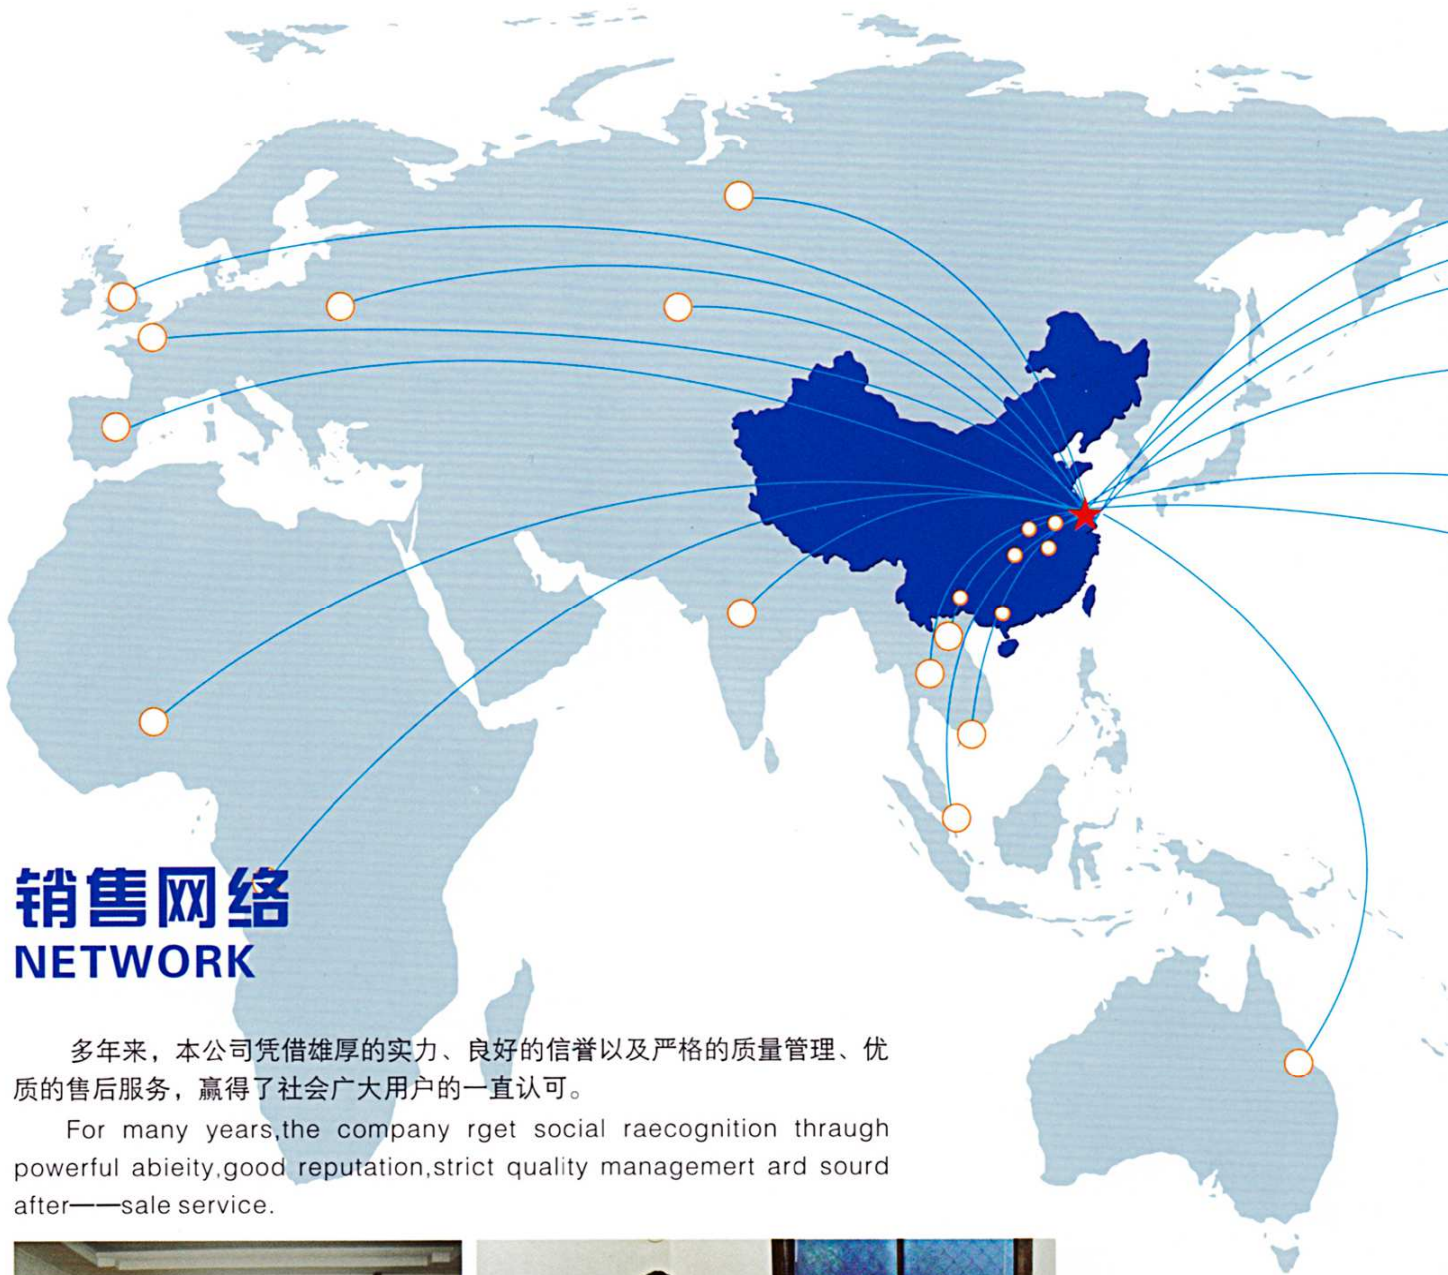 销售网络
NETWORK
多年来，本公司凭借雄厚的实力、良好的信誉以及严格的质量管理、优
质的售后服务，赢得了社会广大用户的一直认可。
For many years,the company rget social raecognition thraugh
powerful abieity,good reputation,strict quality managemert ard sourd
after——sale service.